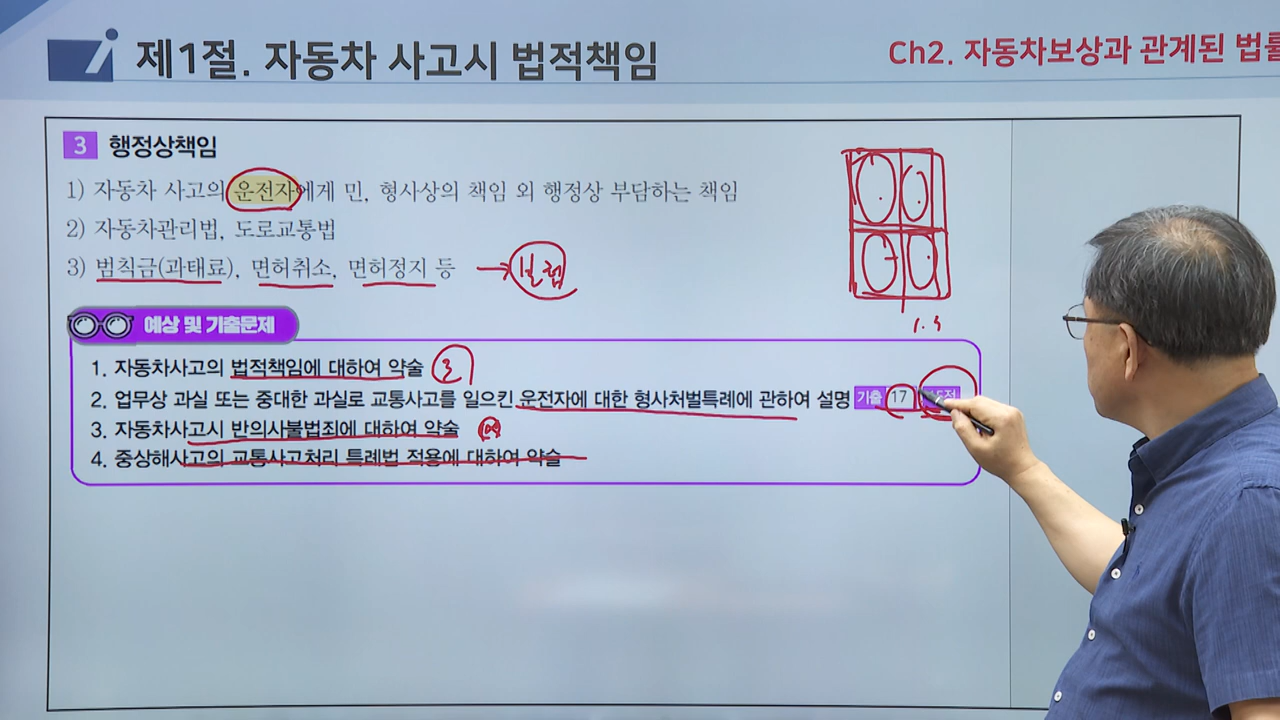 제1절. 자동차 사고시 법적책임
Ch2. 자동차보상과 관계된 법률
3 행정상책임
1) 자동차 사고의 운전자에게 민, 형사상의 책임 외 행정상 부담하는 책임
2) 자동차관리법, 도로교통법
3) 범칙금(과태료), 면허취소, 면허정지 등
예상 및 기출문제
1. 자동차사고의 법적책임에 대하여 약술
2. 업무상 과실 또는 중대한 과실로 교통사고를 일으킨 운전자에 대한 형사처벌특례에 관하여 설명 기출 17
3. 자동차사고시 반의사불법죄에 대하여 약술
4. 중상해사고의 교통사고처리 특례법 적용에 대하여 약술